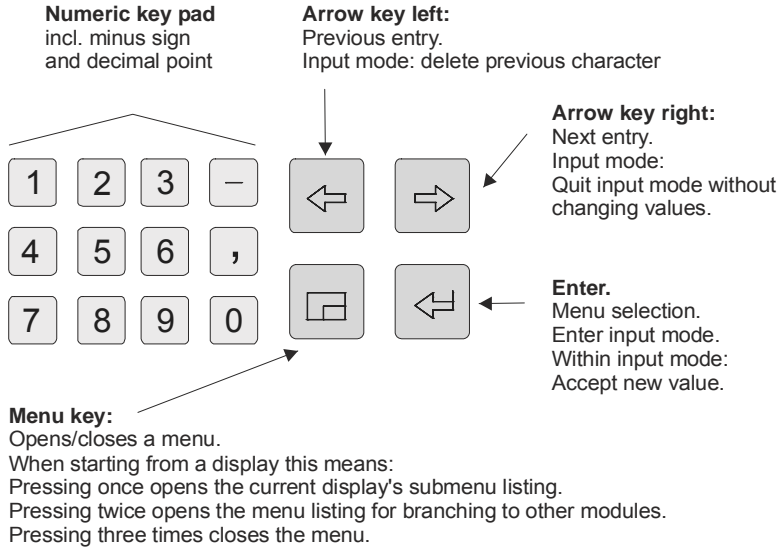 Numeric key pad
incl. minus sign
and decimal point
Arrow key left:
Previous entry.
Input mode: delete previous character
Arrow key right:
Next entry.
Input mode:
Quit input mode without
changing values.
1 2 3 –
4 5 6 ,
7 8 9 0
Enter.
Menu selection.
Enter input mode.
Within input mode:
Accept new value.
Menu key:
Opens/closes a menu.
When starting from a display this means:
Pressing once opens the current display's submenu listing.
Pressing twice opens the menu listing for branching to other modules.
Pressing three times closes the menu.